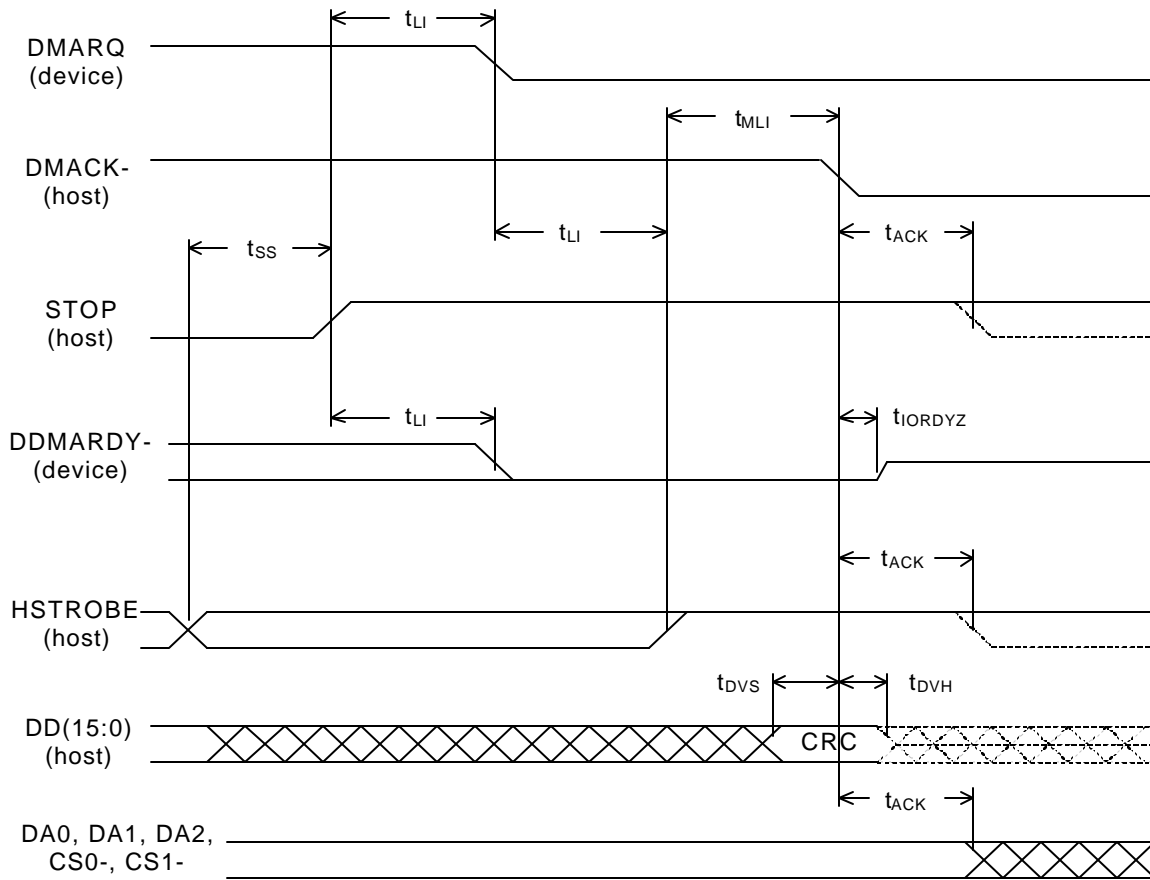 tLI
DMARQ
(device)
tMLI
DMACK-
(host)
tSS
tLI
tACK
STOP
(host)
tLI
tIORDYZ
DDMARDY-
(device)
tACK
HSTROBE
(host)
tDVS
tDVH
DD(15:0)
(host)
CRC
tACK
DA0, DA1, DA2,
CS0-, CS1-